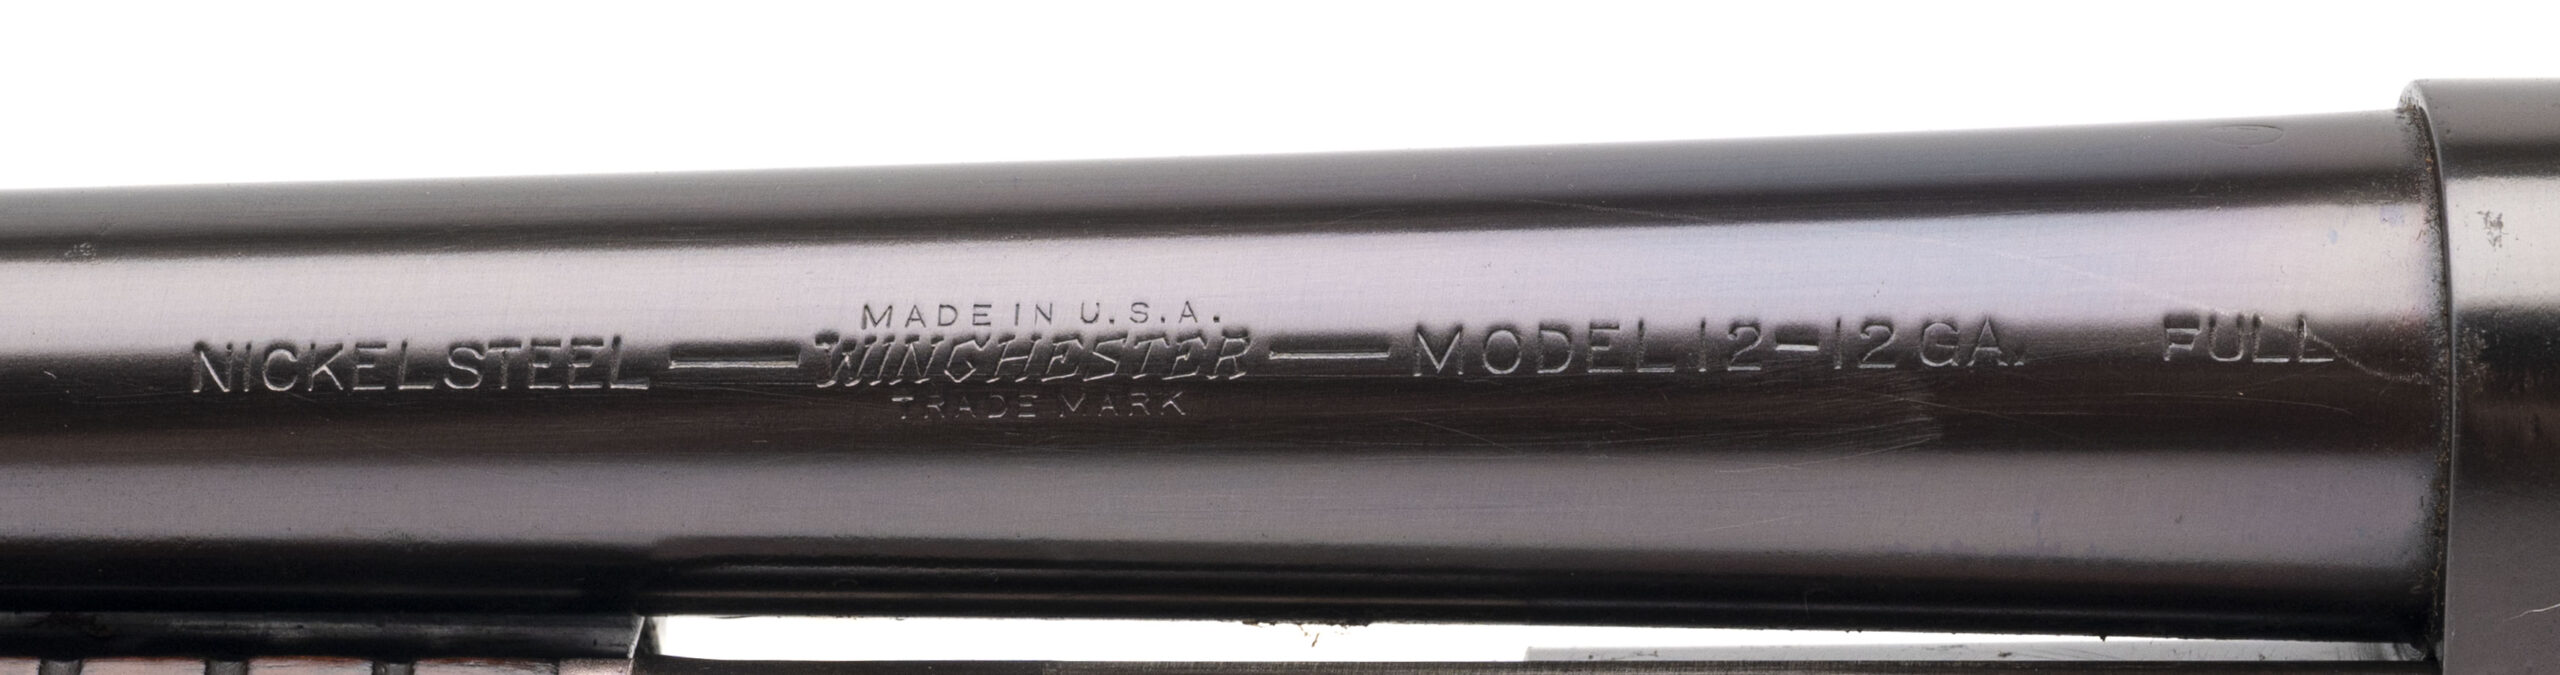 MADE IN U.S.A.
NICKEL STEEL — WINCHESTER — MODEL 12-12 GA. FULL
TRADE MARK